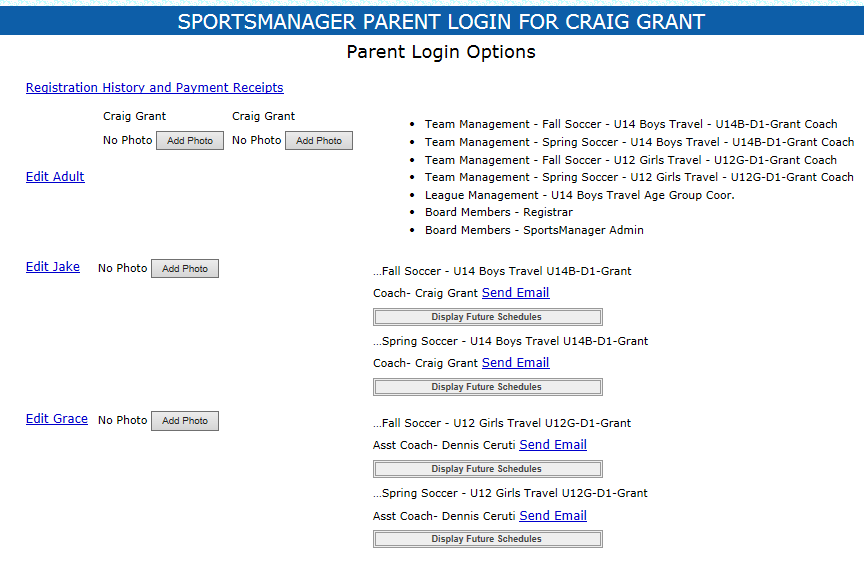 SPORTSMANAGER PARENT LOGIN FOR CRAIG GRANT
Parent Login Options
Registration History and Payment Receipts
Craig Grant Craig Grant
No Photo Add Photo No Photo Add Photo
Edit Adult
• Team Management - Fall Soccer - U14 Boys Travel - U14B-D1-Grant Coach
• Team Management - Spring Soccer - U14 Boys Travel - U14B-D1-Grant Coach
• Team Management - Fall Soccer - U12 Girls Travel - U12G-D1-Grant Coach
• Team Management - Spring Soccer - U12 Girls Travel - U12G-D1-Grant Coach
• League Management - U14 Boys Travel Age Group Coor.
• Board Members - Registrar
• Board Members - SportsManager Admin
Edit Jake No Photo Add Photo
...Fall Soccer - U14 Boys Travel U14B-D1-Grant
Coach- Craig Grant Send Email
Display Future Schedules
...Spring Soccer - U14 Boys Travel U14B-D1-Grant
Coach- Craig Grant Send Email
Display Future Schedules
Edit Grace No Photo Add Photo
...Fall Soccer - U12 Girls Travel U12G-D1-Grant
Asst Coach- Dennis Ceruti Send Email
Display Future Schedules
...Spring Soccer - U12 Girls Travel U12G-D1-Grant
Asst Coach- Dennis Ceruti Send Email
Display Future Schedules